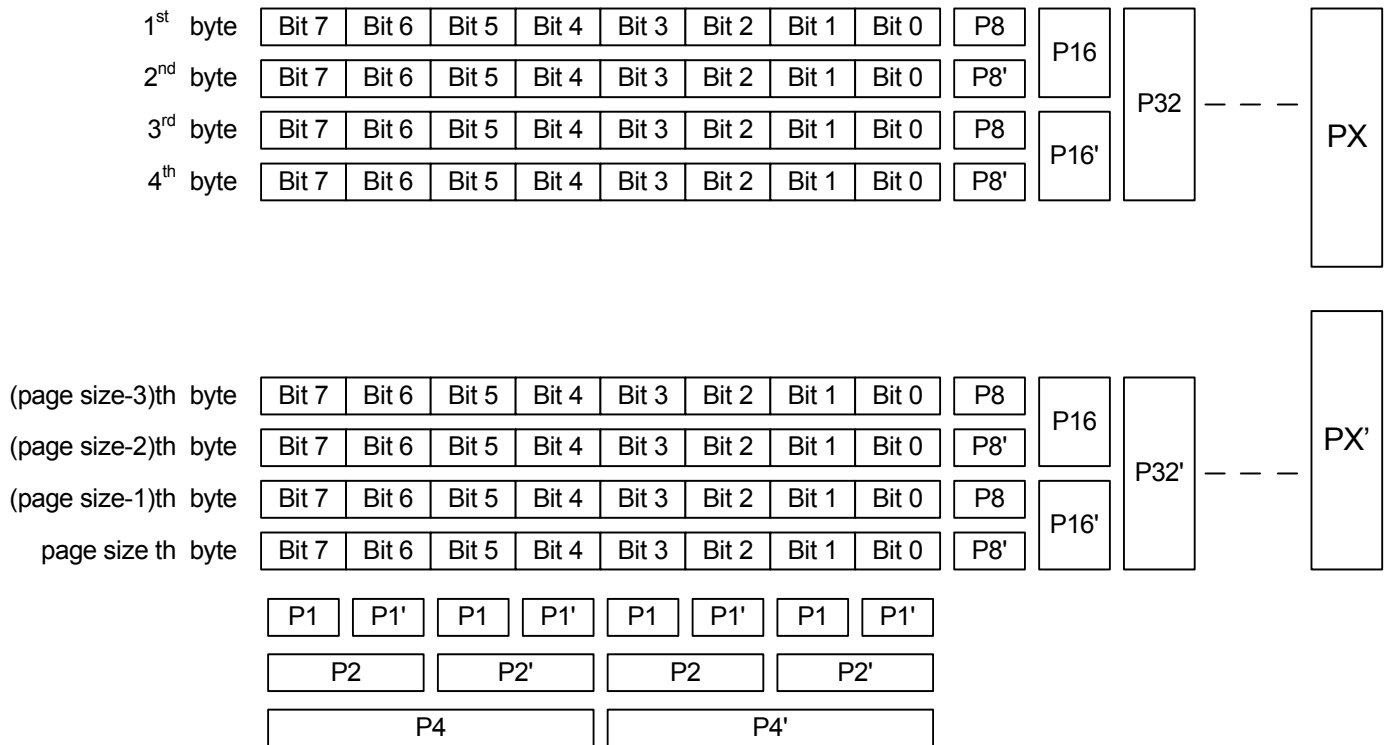 1st byte Bit 7 Bit 6 Bit 5 Bit 4 Bit 3 Bit 2 Bit 1 Bit 0 P8
P16
2nd byte Bit 7 Bit 6 Bit 5 Bit 4 Bit 3 Bit 2 Bit 1 Bit 0 P8'
P32
PX
3rd byte Bit 7 Bit 6 Bit 5 Bit 4 Bit 3 Bit 2 Bit 1 Bit 0 P8
P16'
4th byte Bit 7 Bit 6 Bit 5 Bit 4 Bit 3 Bit 2 Bit 1 Bit 0 P8'
(page size-3)th byte Bit 7 Bit 6 Bit 5 Bit 4 Bit 3 Bit 2 Bit 1 Bit 0 P8
P16
(page size-2)th byte Bit 7 Bit 6 Bit 5 Bit 4 Bit 3 Bit 2 Bit 1 Bit 0 P8'
PX’
P32'
(page size-1)th byte Bit 7 Bit 6 Bit 5 Bit 4 Bit 3 Bit 2 Bit 1 Bit 0 P8
P16'
page size th byte Bit 7 Bit 6 Bit 5 Bit 4 Bit 3 Bit 2 Bit 1 Bit 0 P8'
P1 P1' P1 P1' P1 P1' P1 P1'
P2 P2' P2 P2'
P4 P4'